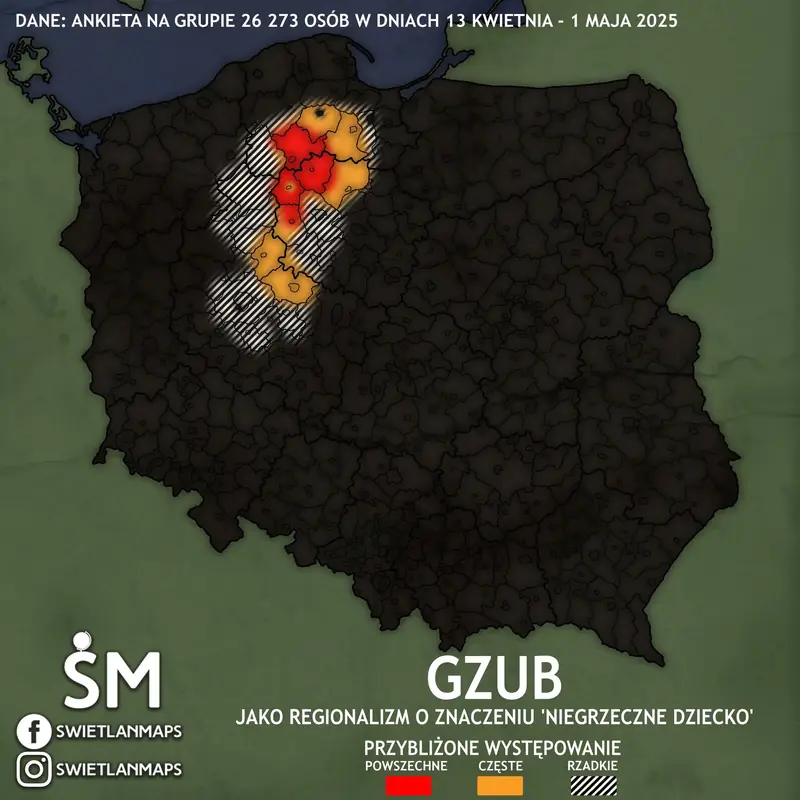 DANE: ANKIETA NA GRUPIE 26 273 OSÓB W DNIACH 13 KWIETNIA - 1 MAJA 2025
ŚM
SWIETLANMAPS
SWIETLANMAPS
GZUB
JAKO REGIONALIZM O ZNACZENIU 'NIEGRZECZNE DZIECKO'
PRZYBLIŻONE WYSTĘPOWANIE
POWSZECHNE CZĘSTE RZADKIE